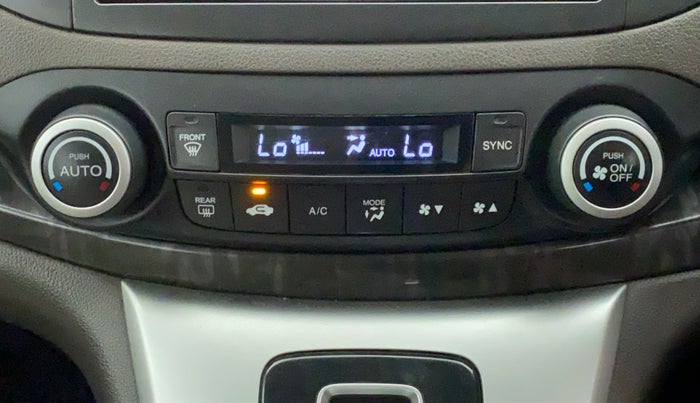 FRONT
Lo AUTO Lo
SYNC
PUSH
AUTO
PUSH
ON/
OFF
REAR
A/C
MODE